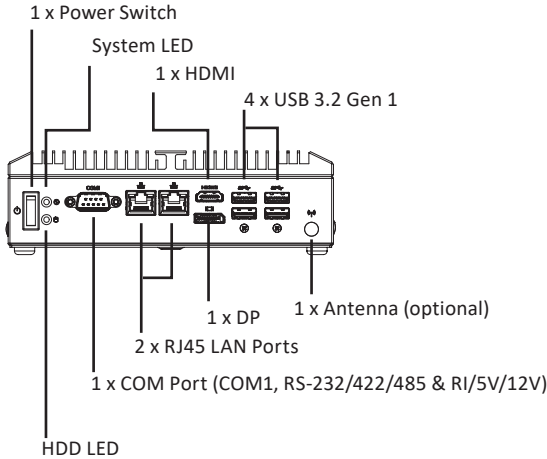 1 x Power Switch
System LED
1 x HDMI
4 x USB 3.2 Gen 1
COM1
HDMI
1 x DP
1 x Antenna (optional)
2 x RJ45 LAN Ports
1 x COM Port (COM1, RS-232/422/485 & RI/5V/12V)
HDD LED